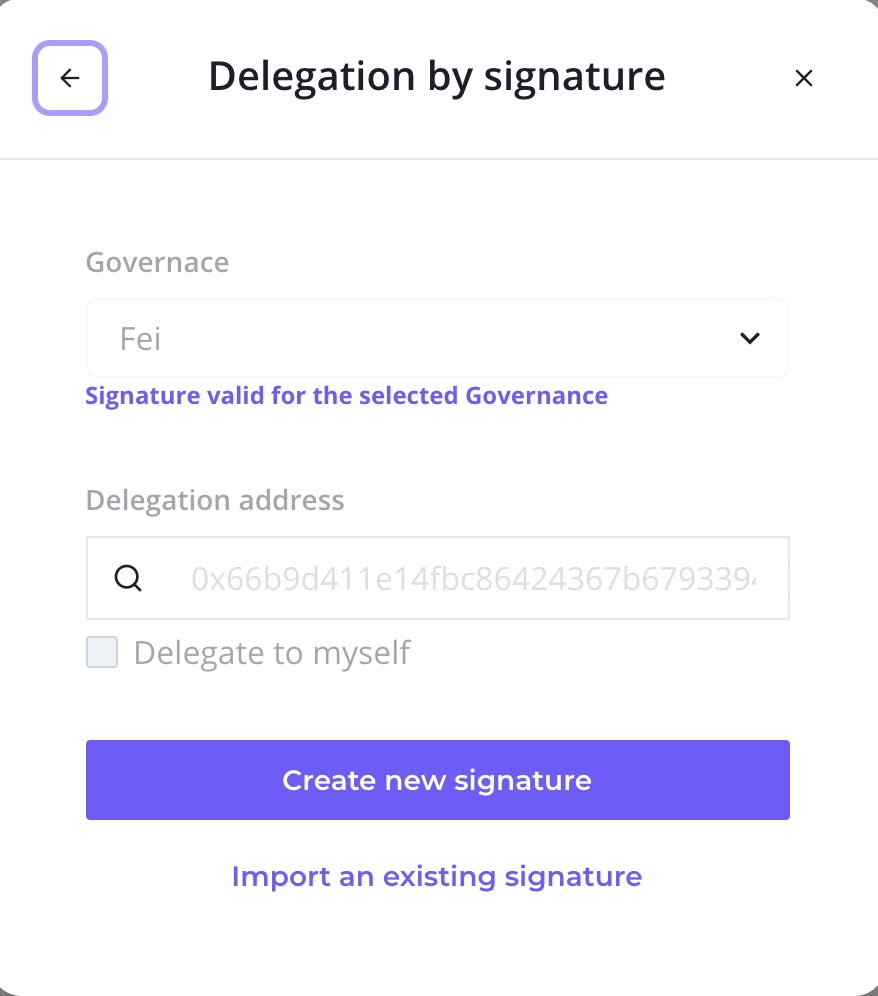 Delegation by signature
Governace
Fei
Signature valid for the selected Governance
Delegation address
0x66b9d411e14fbc86424367b679339
Delegate to myself
Create new signature
Import an existing signature